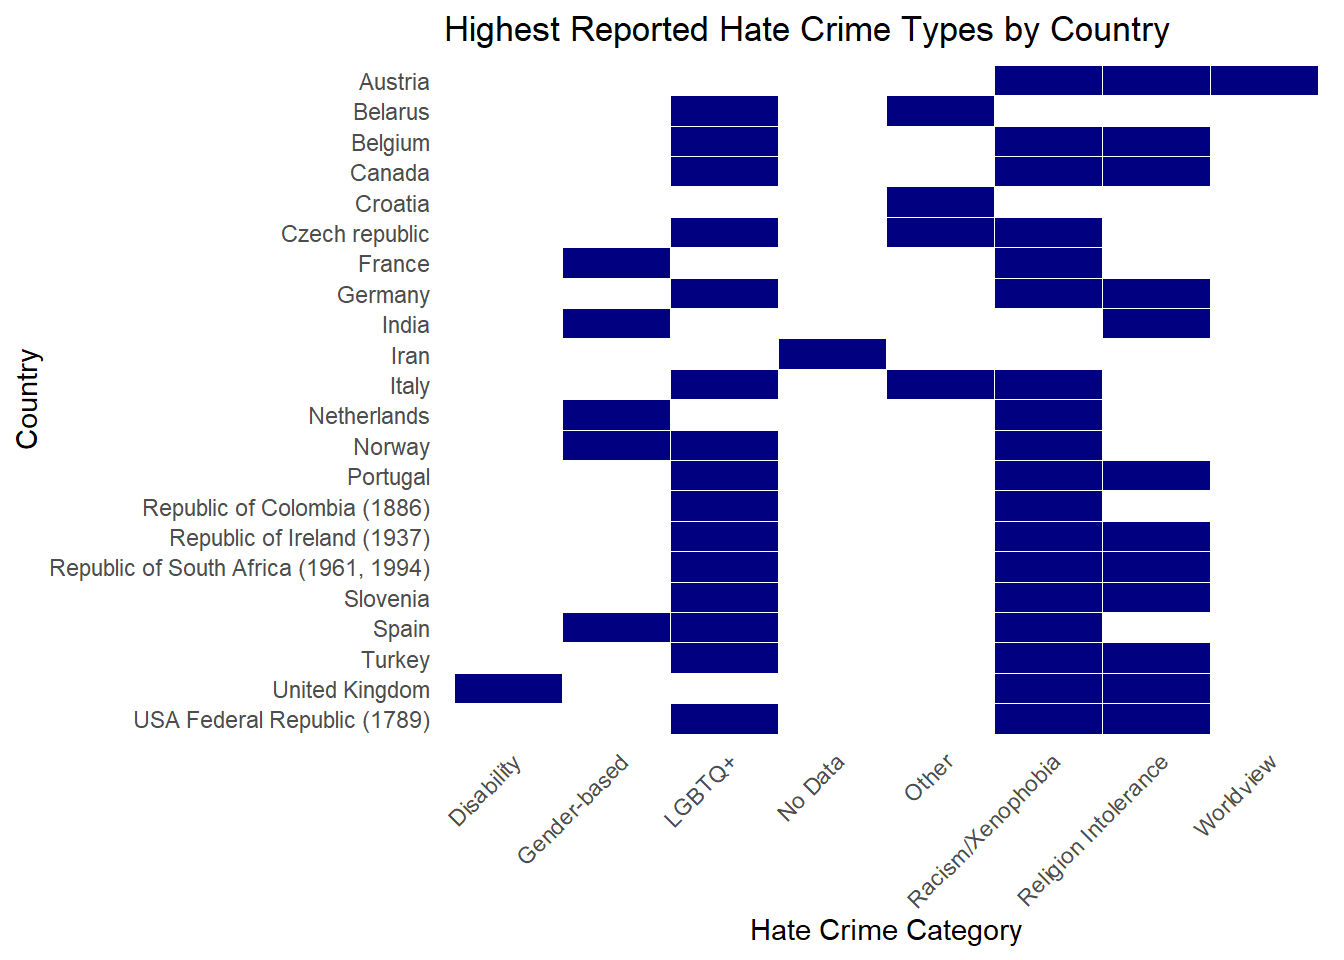 Highest Reported Hate Crime Types by Country
Country
Austria
Belarus
Belgium
Canada
Croatia
Czech republic
France
Germany
India
Iran
Italy
Netherlands
Norway
Portugal
Republic of Colombia (1886)
Republic of Ireland (1937)
Republic of South Africa (1961, 1994)
Slovenia
Spain
Turkey
United Kingdom
USA Federal Republic (1789)
Disability
Gender-based
LGBTQ+
No Data
Other
Racism/Xenophobia
Religion Intolerance
Worldview
Hate Crime Category